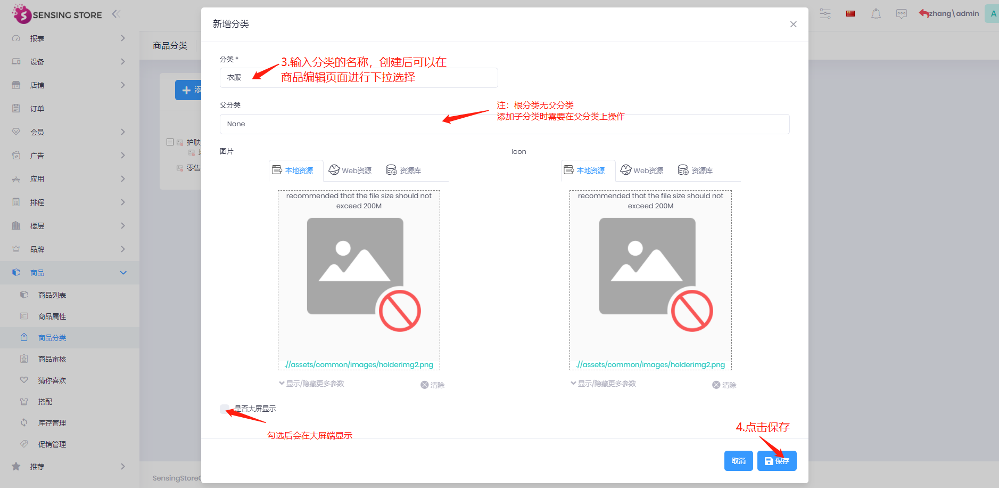 SENSING STORE
zhang\admin
A
报表
设备
店铺
订单
会员
广告
应用
排程
楼层
品牌
商品
商品列表
商品属性
商品分类
商品审核
猜你喜欢
搭配
库存管理
促销管理
推荐
商品分类
添
护肤
零售
SensingStore
新增分类
分类 *
衣服
3.输入分类的名称，创建后可以在
商品编辑页面进行下拉选择
父分类
None
注：根分类无父分类
添加子分类时需要在父分类上操作
图片
本地资源
Web资源
资源库
recommended that the file size should not
exceed 200M
.//assets/common/images/holderimg2.png
显示/隐藏更多参数
清除
Icon
本地资源
Web资源
资源库
recommended that the file size should not
exceed 200M
.//assets/common/images/holderimg2.png
显示/隐藏更多参数
清除
是否大屏显示
勾选后会在大屏端显示
4.点击保存
取消
保存